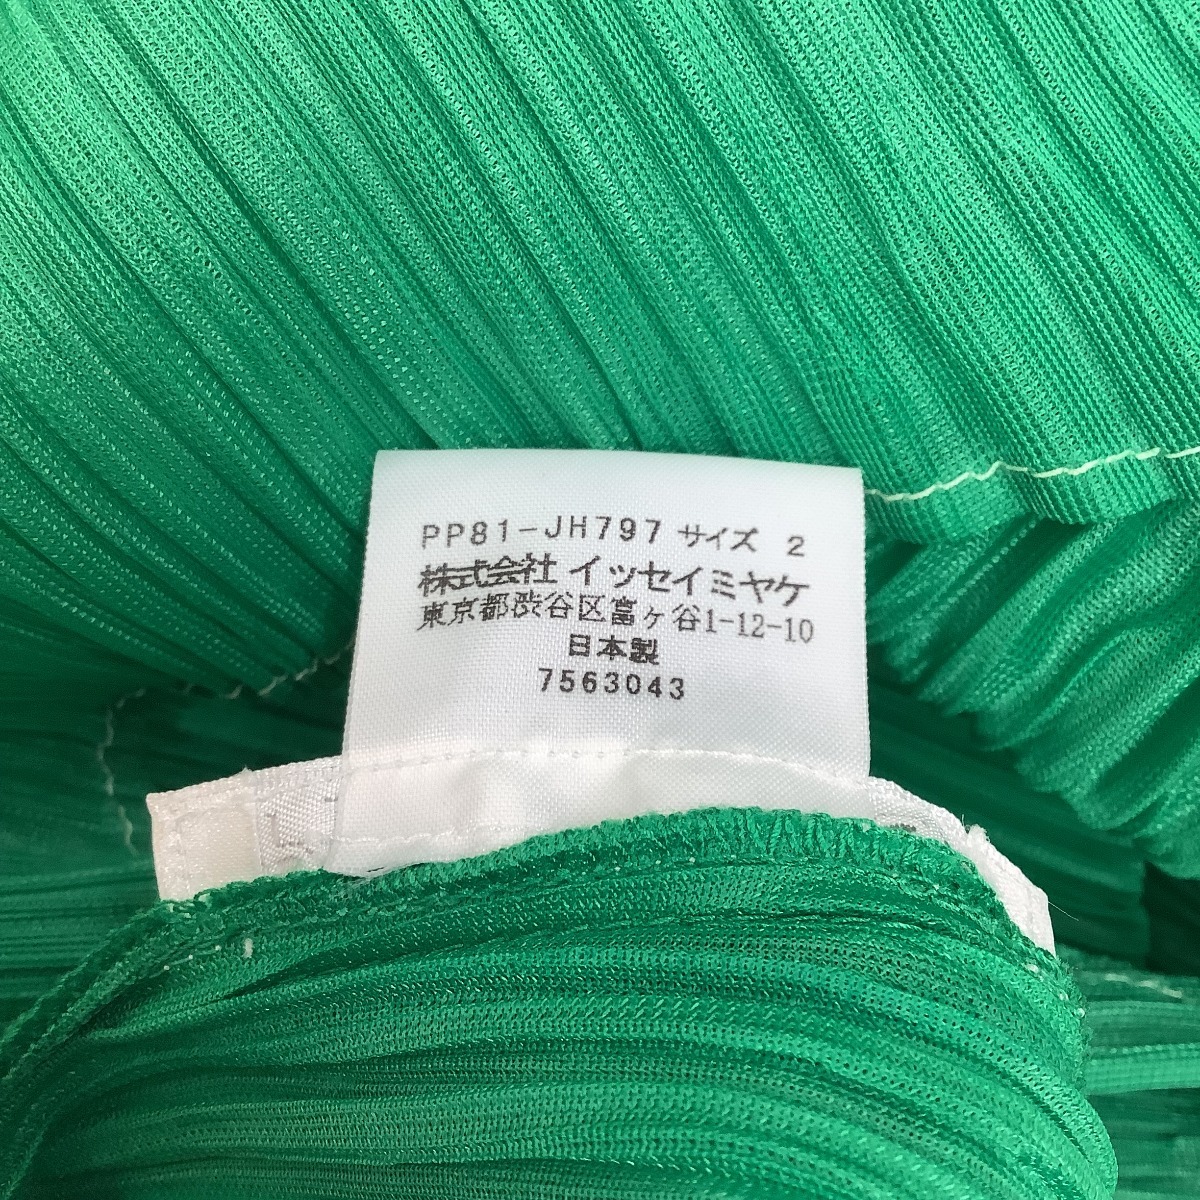 PP81-JH797 サイズ 2
株式会社 イッセイミヤケ
東京都渋谷区富ヶ谷1-12-10
日本製
7563043